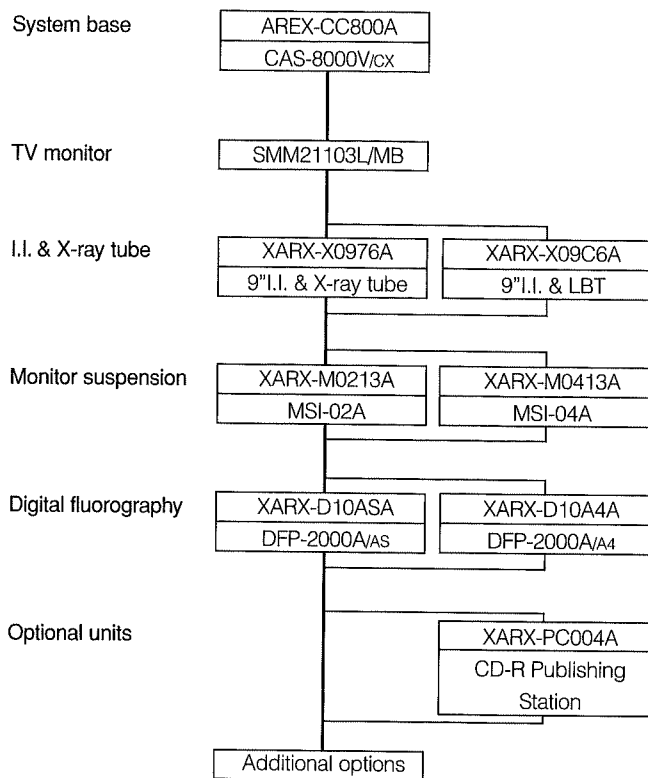 System base
AREX-CC800A
CAS-8000V/CX
TV monitor
SMM21103L/MB
I.I. & X-ray tube
XARX-X0976A
XARX-X09C6A
9"I.I. & X-ray tube
9"I.I. & LBT
Monitor suspension
XARX-M0213A
XARX-M0413A
MSI-02A
MSI-04A
Digital fluorography
XARX-D10ASA
XARX-D10A4A
DFP-2000A/AS
DFP-2000A/A4
Optional units
XARX-PC004A
CD-R Publishing
Station
Additional options